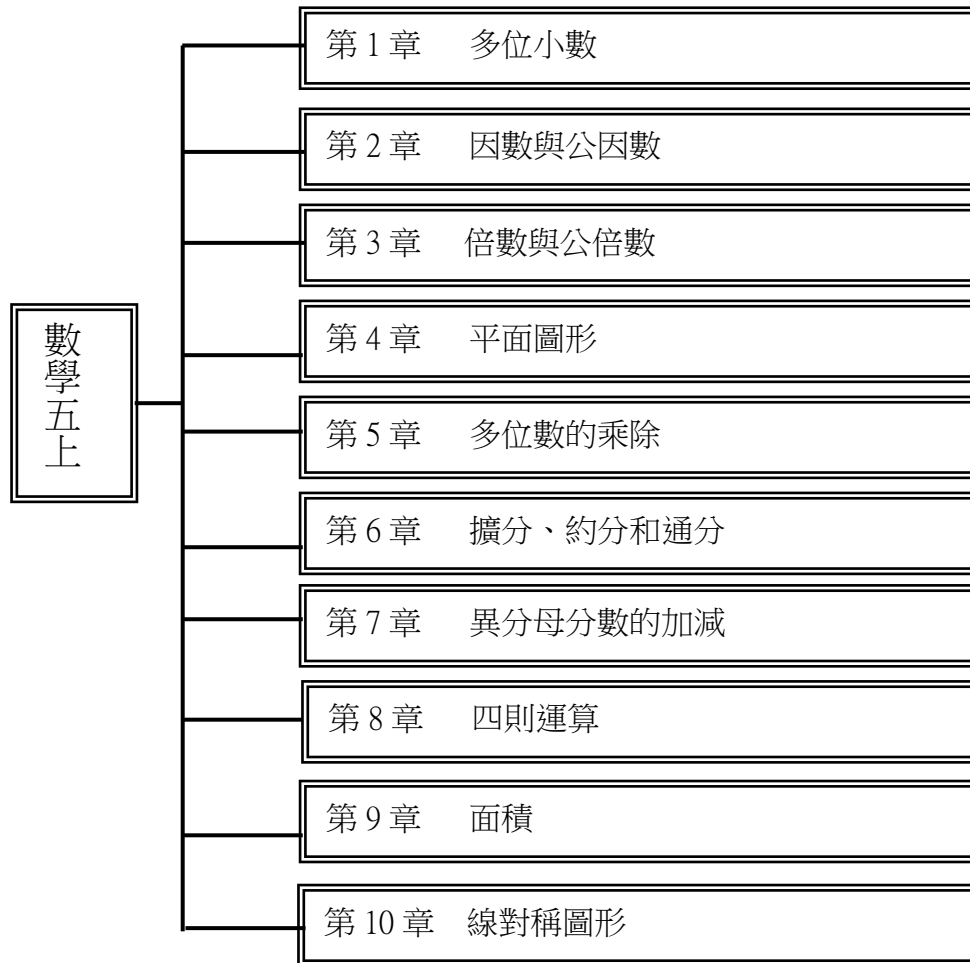 數學五上
第 1 章 多位小數
第 2 章 因數與公因數
第 3 章 倍數與公倍數
第 4 章 平面圖形
第 5 章 多位數的乘除
第 6 章 擴分、約分和通分
第 7 章 異分母分數的加減
第 8 章 四則運算
第 9 章 面積
第 10 章 線對稱圖形